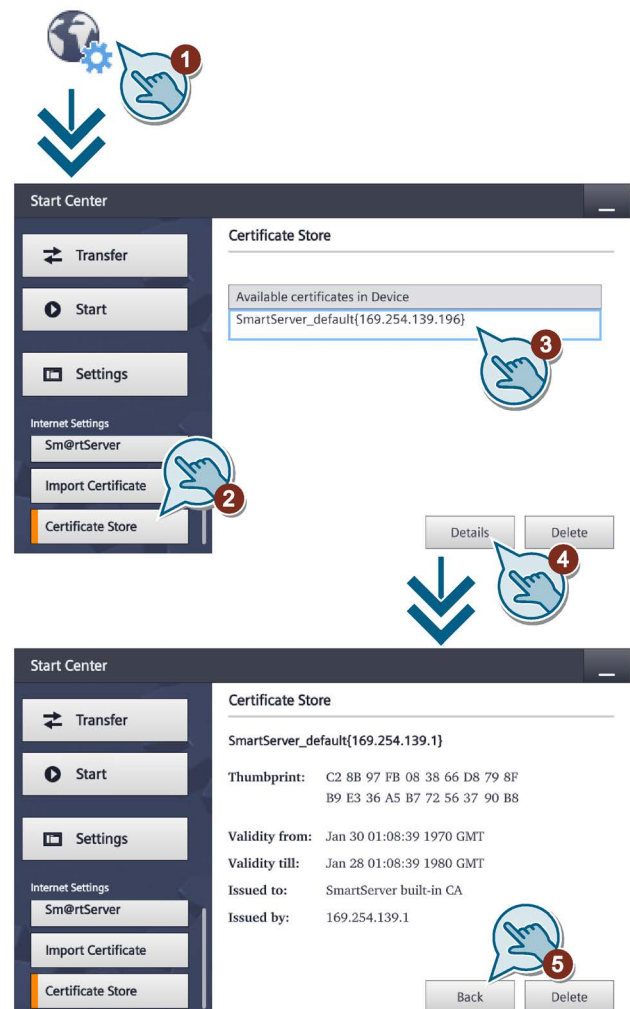 1
Start Center
Transfer
Start
Settings
Internet Settings
Sm@rtServer
Import Certificate
Certificate Store
2
Certificate Store
Available certificates in Device
SmartServer_default{169.254.139.196}
3
Details
Delete
4
Start Center
Transfer
Start
Settings
Internet Settings
Sm@rtServer
Import Certificate
Certificate Store
Certificate Store
SmartServer_default{169.254.139.1}
Thumbprint: C2 8B 97 FB 08 38 66 D8 79 8F
B9 E3 36 A5 B7 72 56 37 90 B8
Validity from: Jan 30 01:08:39 1970 GMT
Validity till: Jan 28 01:08:39 1980 GMT
Issued to: SmartServer built-in CA
Issued by: 169.254.139.1
5
Back
Delete